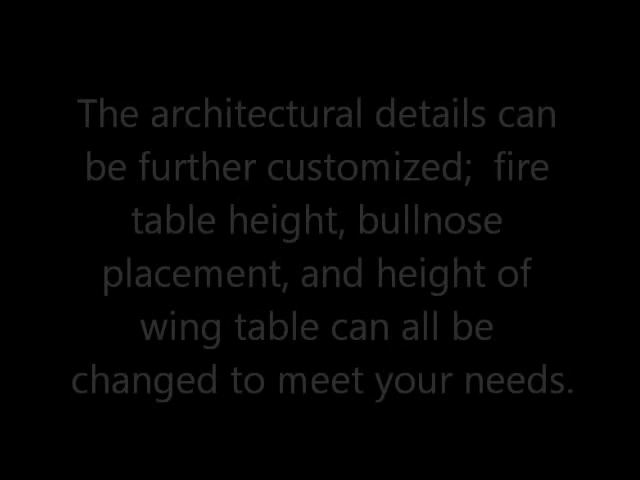 The architectural details can
be further customized;  fire
table height, bullnose
placement, and height of
wing table can all be
changed to meet your needs.